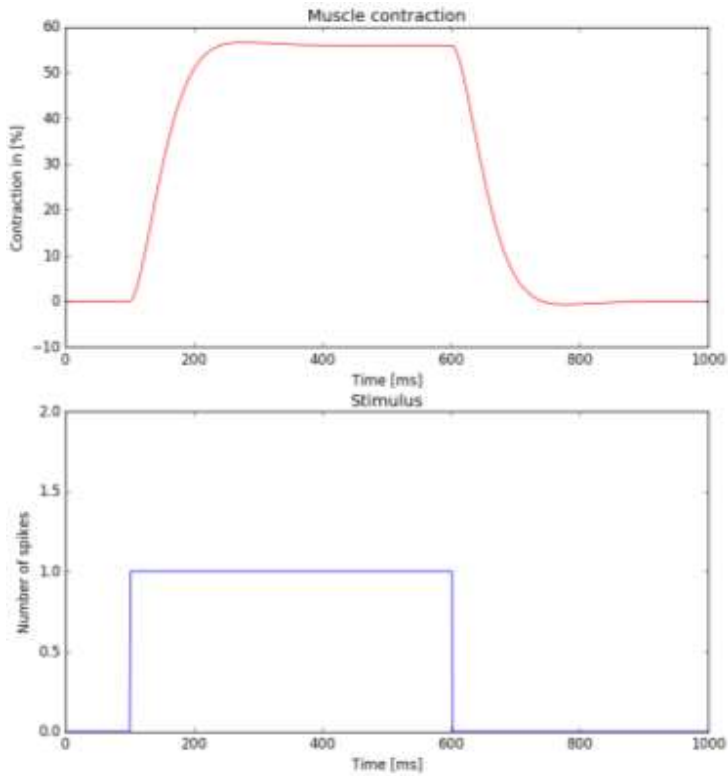 Muscle contraction
60
50
40
30
20
10
0
−10
Contraction in [%]
0 200 400 600 800 1000
Time [ms]
Stimulus
2.0
1.5
1.0
0.5
0.0
Number of spikes
0 200 400 600 800 1000
Time [ms]